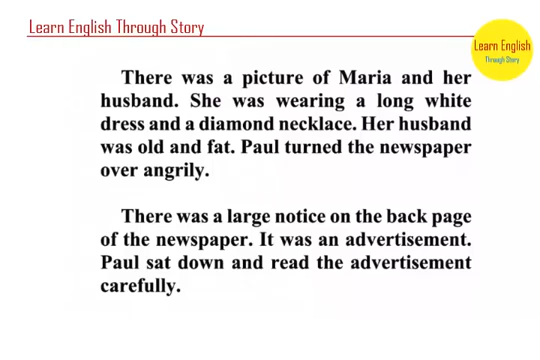 Learn English Through Story
Learn English
Through Story
There was a picture of Maria and her
husband. She was wearing a long white
dress and a diamond necklace. Her husband
was old and fat. Paul turned the newspaper
over angrily.
There was a large notice on the back page
of the newspaper. It was an advertisement.
Paul sat down and read the advertisement
carefully.